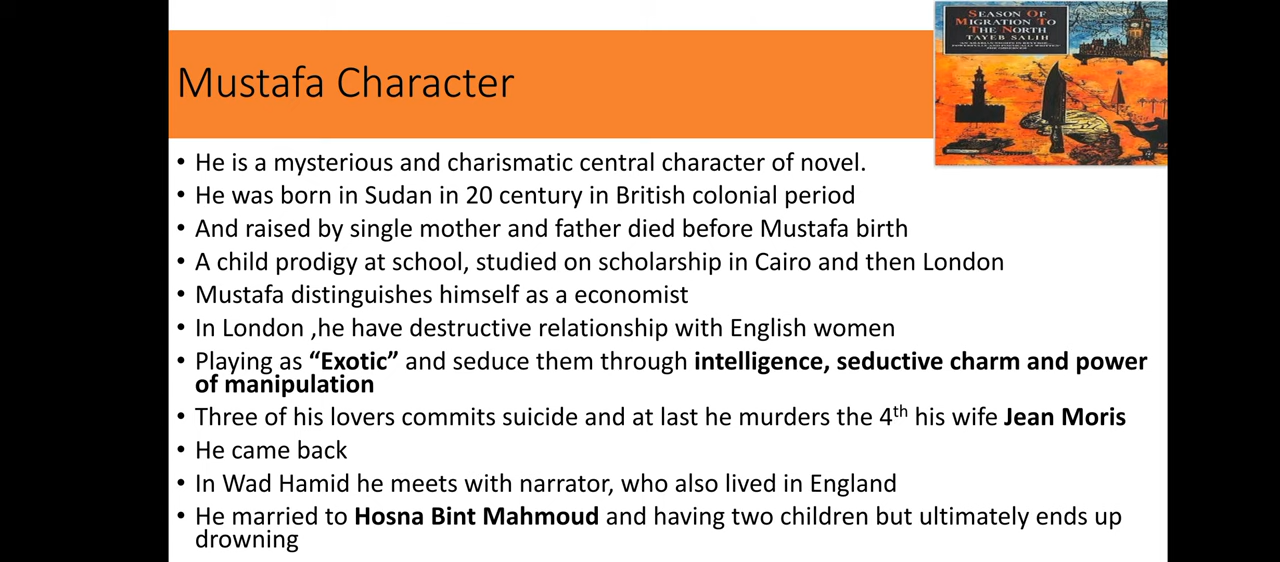 Mustafa Character
SEASON OF
MIGRATION TO
THE NORTH
TAYEB SALIH
• He is a mysterious and charismatic central character of novel.
• He was born in Sudan in 20 century in British colonial period
• And raised by single mother and father died before Mustafa birth
• A child prodigy at school, studied on scholarship in Cairo and then London
• Mustafa distinguishes himself as a economist
• In London ,he have destructive relationship with English women
• Playing as “Exotic” and seduce them through intelligence, seductive charm and power
of manipulation
• Three of his lovers commits suicide and at last he murders the 4th his wife Jean Moris
• He came back
• In Wad Hamid he meets with narrator, who also lived in England
• He married to Hosna Bint Mahmoud and having two children but ultimately ends up
drowning